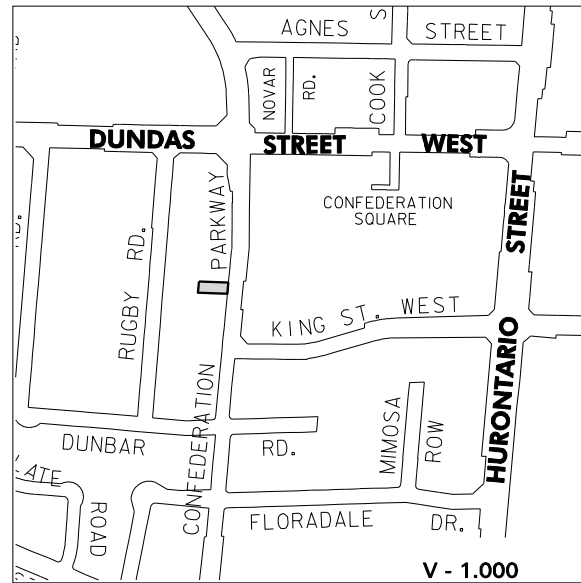 AGNES STREET
NOVAR RD.
COOK S
DUNDAS STREET WEST
CONFEDERATION
SQUARE
RD.
RUGBY RD.
CONFEDERATION PARKWAY
KING ST. WEST
HURONTARIO STREET
DUNBAR RD.
MIMOSA ROW
ROAD
FLORADALE DR.
V - 1.000